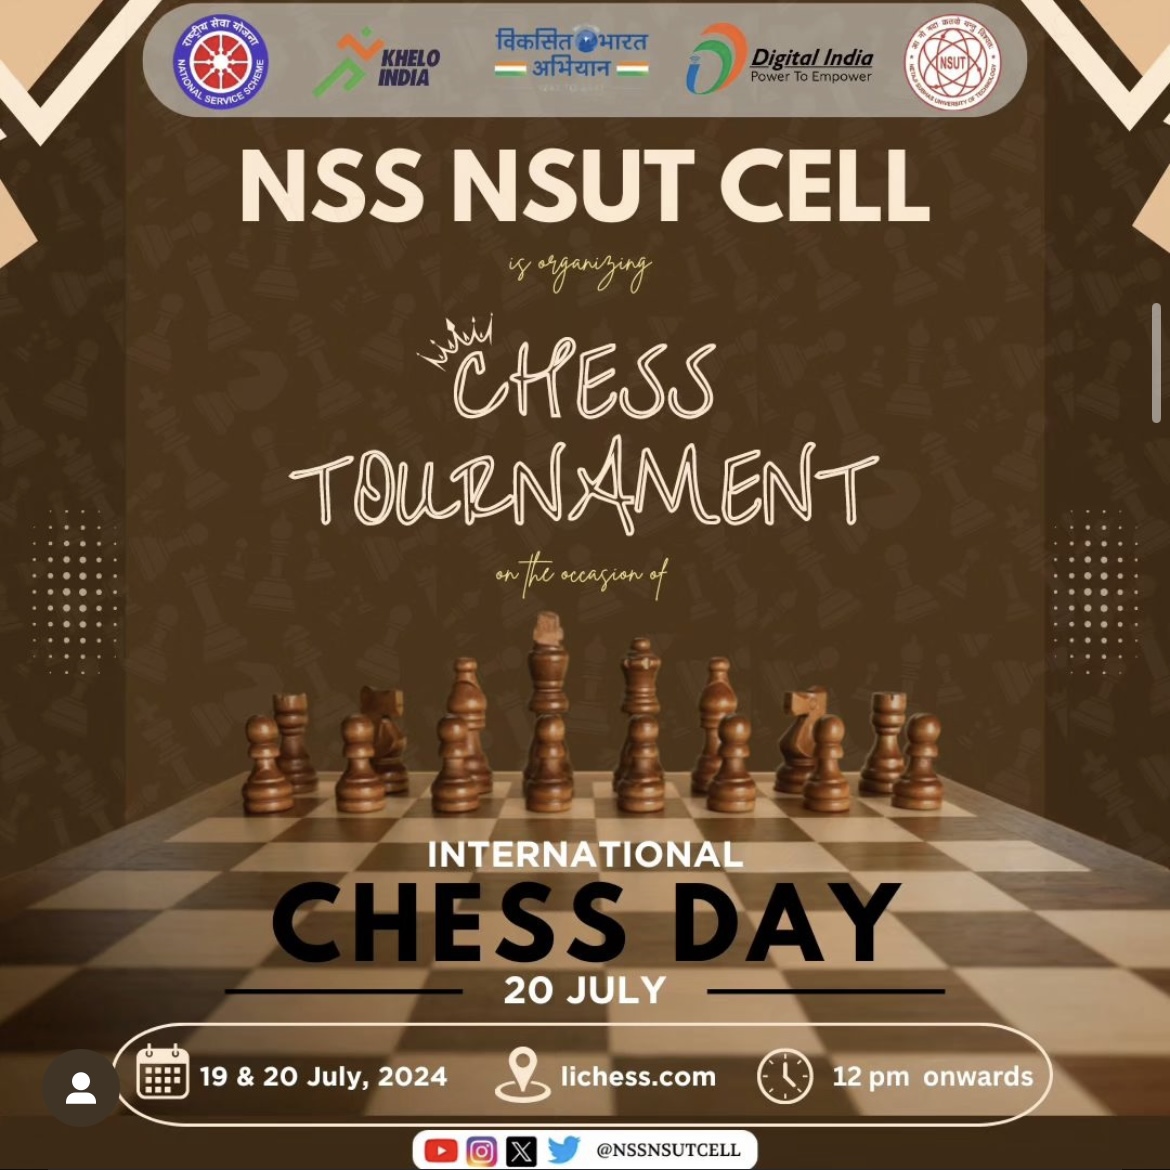 राष्ट्रीय सेवा योजना
NATIONAL SERVICE SCHEME
KHELO
INDIA
विकसित भारत
अभियान
Digital India
Power To Empower
NSUT
NETAJI SUBHAS UNIVERSITY OF TECHNOLOGY
NSS NSUT CELL
is organizing
CHESS
TOURNAMENT
on the occasion of
INTERNATIONAL
CHESS DAY
20 JULY
19 & 20 July, 2024
lichess.com
12 pm onwards
@NSSNSUTCELL